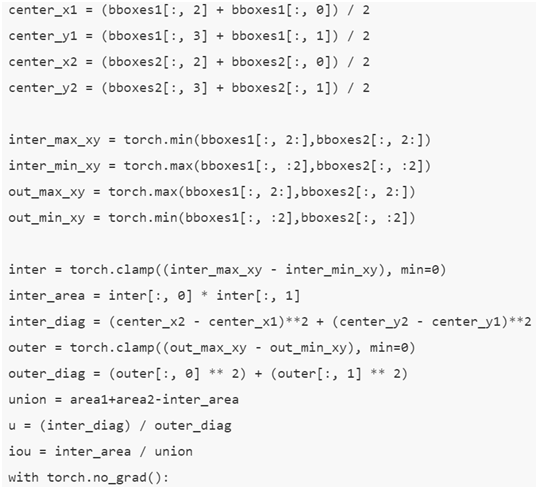 center_x1 = (bboxes1[:, 2] + bboxes1[:, 0]) / 2
center_y1 = (bboxes1[:, 3] + bboxes1[:, 1]) / 2
center_x2 = (bboxes2[:, 2] + bboxes2[:, 0]) / 2
center_y2 = (bboxes2[:, 3] + bboxes2[:, 1]) / 2
inter_max_xy = torch.min(bboxes1[:, 2:],bboxes2[:, 2:])
inter_min_xy = torch.max(bboxes1[:, :2],bboxes2[:, :2])
out_max_xy = torch.max(bboxes1[:, 2:],bboxes2[:, 2:])
out_min_xy = torch.min(bboxes1[:, :2],bboxes2[:, :2])
inter = torch.clamp((inter_max_xy - inter_min_xy), min=0)
inter_area = inter[:, 0] * inter[:, 1]
inter_diag = (center_x2 - center_x1)**2 + (center_y2 - center_y1)**2
outer = torch.clamp((out_max_xy - out_min_xy), min=0)
outer_diag = (outer[:, 0] ** 2) + (outer[:, 1] ** 2)
union = area1+area2-inter_area
u = (inter_diag) / outer_diag
iou = inter_area / union
with torch.no_grad():